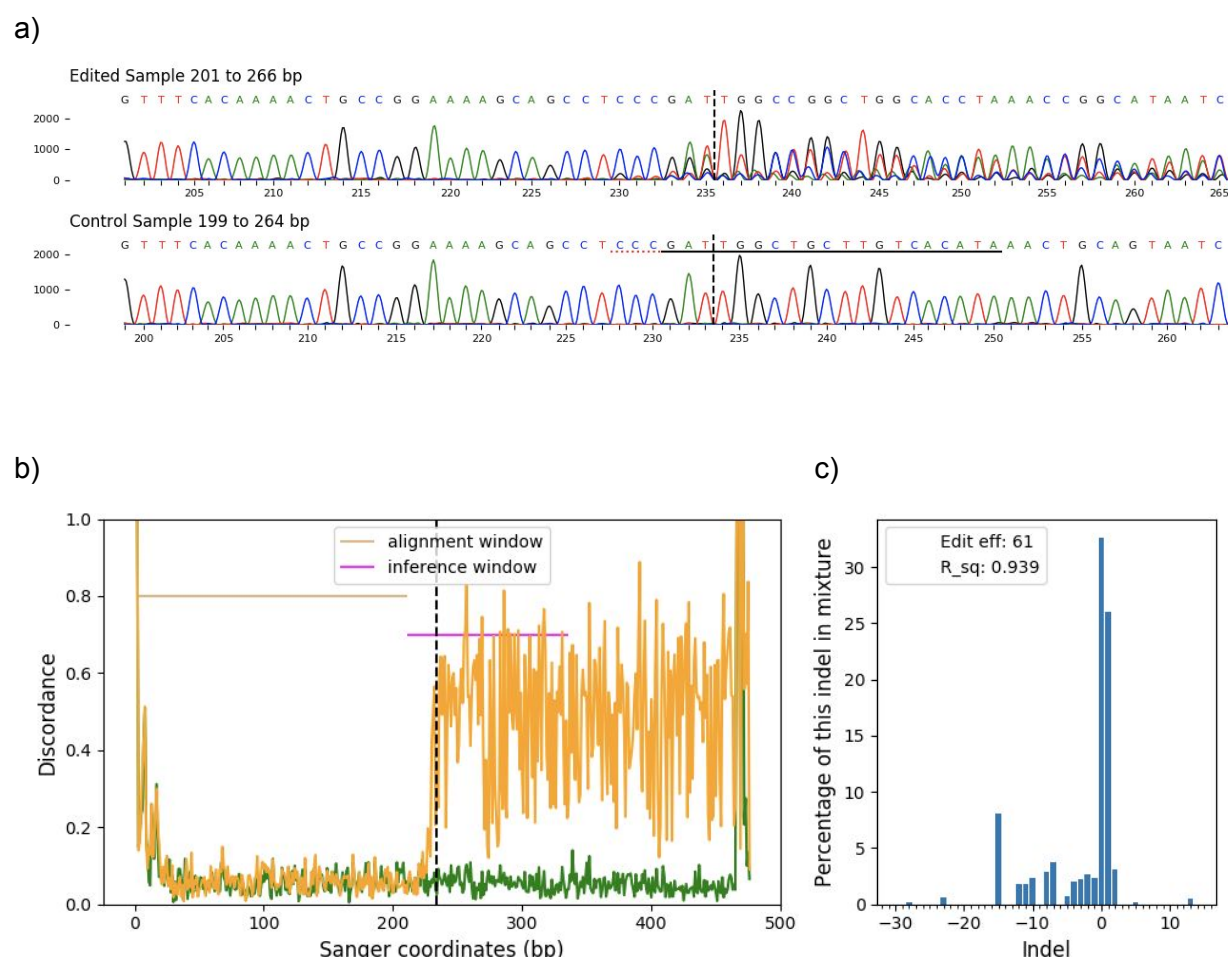 a)
Edited Sample 201 to 266 bp
G T T T C A C A A A A C T G C C G G A A A A G C A G C C T C C C G A T T G G C C G G C T G G C A C C T A A A C C G G C A T A A T C
2000
1000
0
205 210 215 220 225 230 235 240 245 250 255 260 265
Control Sample 199 to 264 bp
G T T T C A C A A A A C T G C C G G A A A A G C A G C C T C C C G A T T G G C T G C T T G T C A C A T A A A C T G C A G T A A T C
2000
1000
0
200 205 210 215 220 225 230 235 240 245 250 255 260
b)
c)
1.0
0.8
0.6
0.4
0.2
0.0
Discordance
alignment window
inference window
0 100 200 300 400 500
Sanger coordinates (bp)
Percentage of this indel in mixture
30
25
20
15
10
5
0
Edit eff: 61
R_sq: 0.939
−30 −20 −10 0 10
Indel